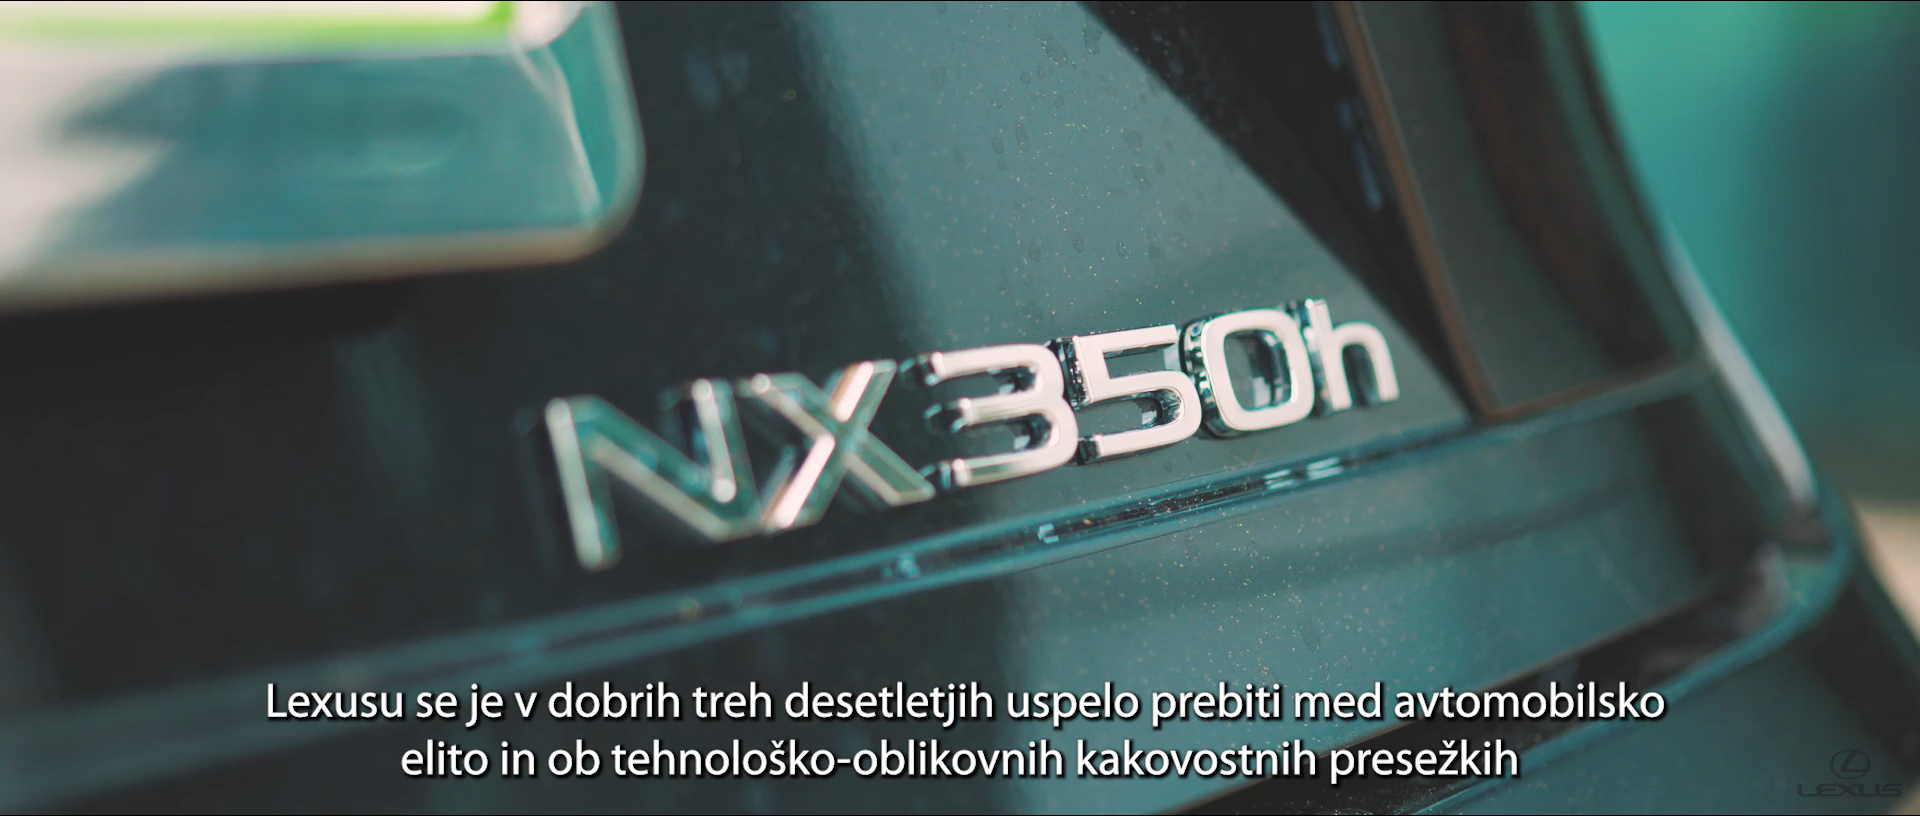 NX350h
Lexusu se je v dobrih treh desetletjih uspelo prebiti med avtomobilsko
elito in ob tehnološko-oblikovnih kakovostnih presežkih
LEXUS